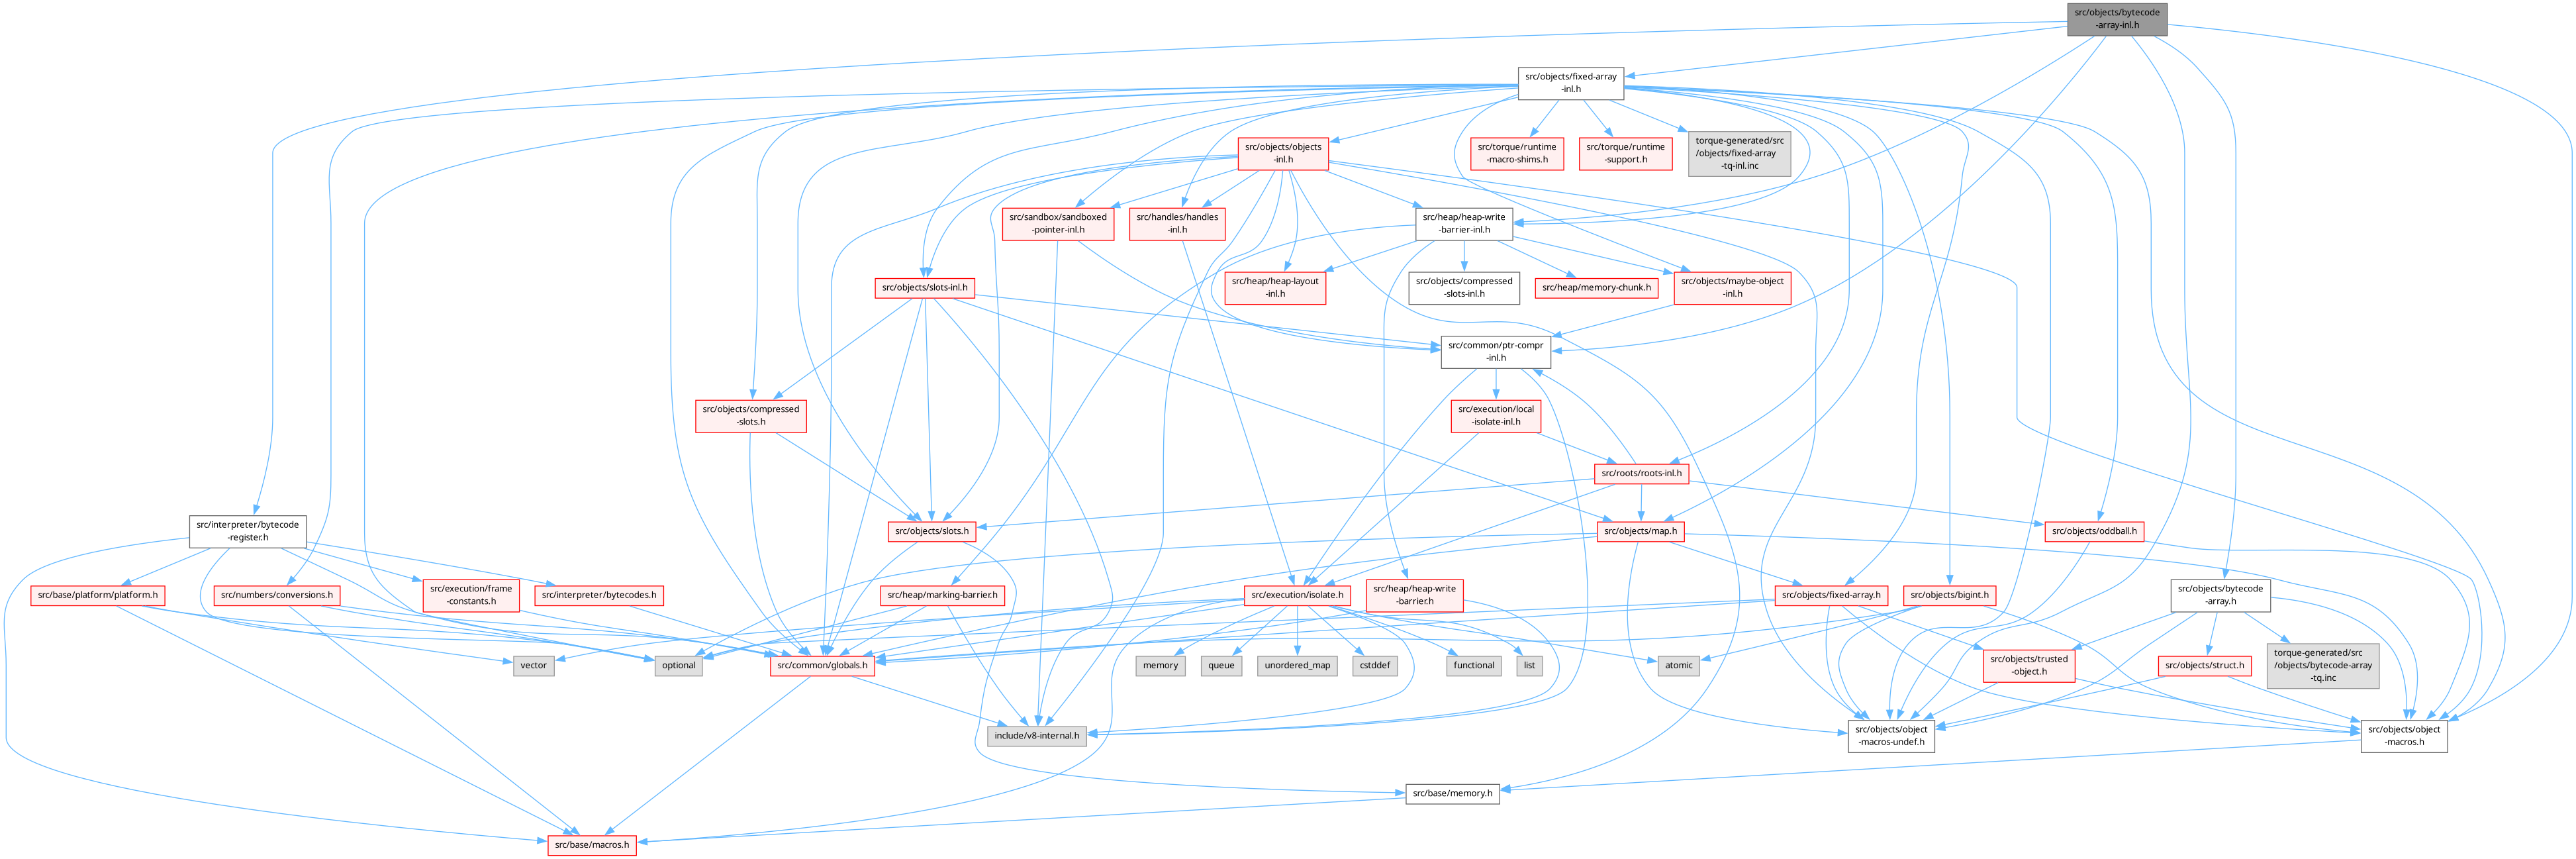 src/objects/bytecode
-array-inl.h
src/objects/fixed-array
-inl.h
src/objects/objects
-inl.h
src/torque/runtime
-macro-shims.h
src/torque/runtime
-support.h
torque-generated/src
/objects/fixed-array
-tq-inl.inc
src/sandbox/sandboxed
-pointer-inl.h
src/handles/handles
-inl.h
src/heap/heap-write
-barrier-inl.h
src/objects/slots-inl.h
src/heap/heap-layout
-inl.h
src/objects/compressed
-slots-inl.h
src/heap/memory-chunk.h
src/objects/maybe-object
-inl.h
src/common/ptr-compr
-inl.h
src/objects/compressed
-slots.h
src/execution/local
-isolate-inl.h
src/roots/roots-inl.h
src/interpreter/bytecode
-register.h
src/objects/slots.h
src/objects/map.h
src/objects/oddball.h
src/base/platform/platform.h
src/numbers/conversions.h
src/execution/frame
-constants.h
src/interpreter/bytecodes.h
src/heap/marking-barrier.h
src/execution/isolate.h
src/heap/heap-write
-barrier.h
src/objects/fixed-array.h
src/objects/bigint.h
src/objects/bytecode
-array.h
vector
optional
src/common/globals.h
memory
queue
unordered_map
cstddef
functional
list
atomic
src/objects/trusted
-object.h
src/objects/struct.h
torque-generated/src
/objects/bytecode-array
-tq.inc
include/v8-internal.h
src/objects/object
-macros-undef.h
src/objects/object
-macros.h
src/base/memory.h
src/base/macros.h